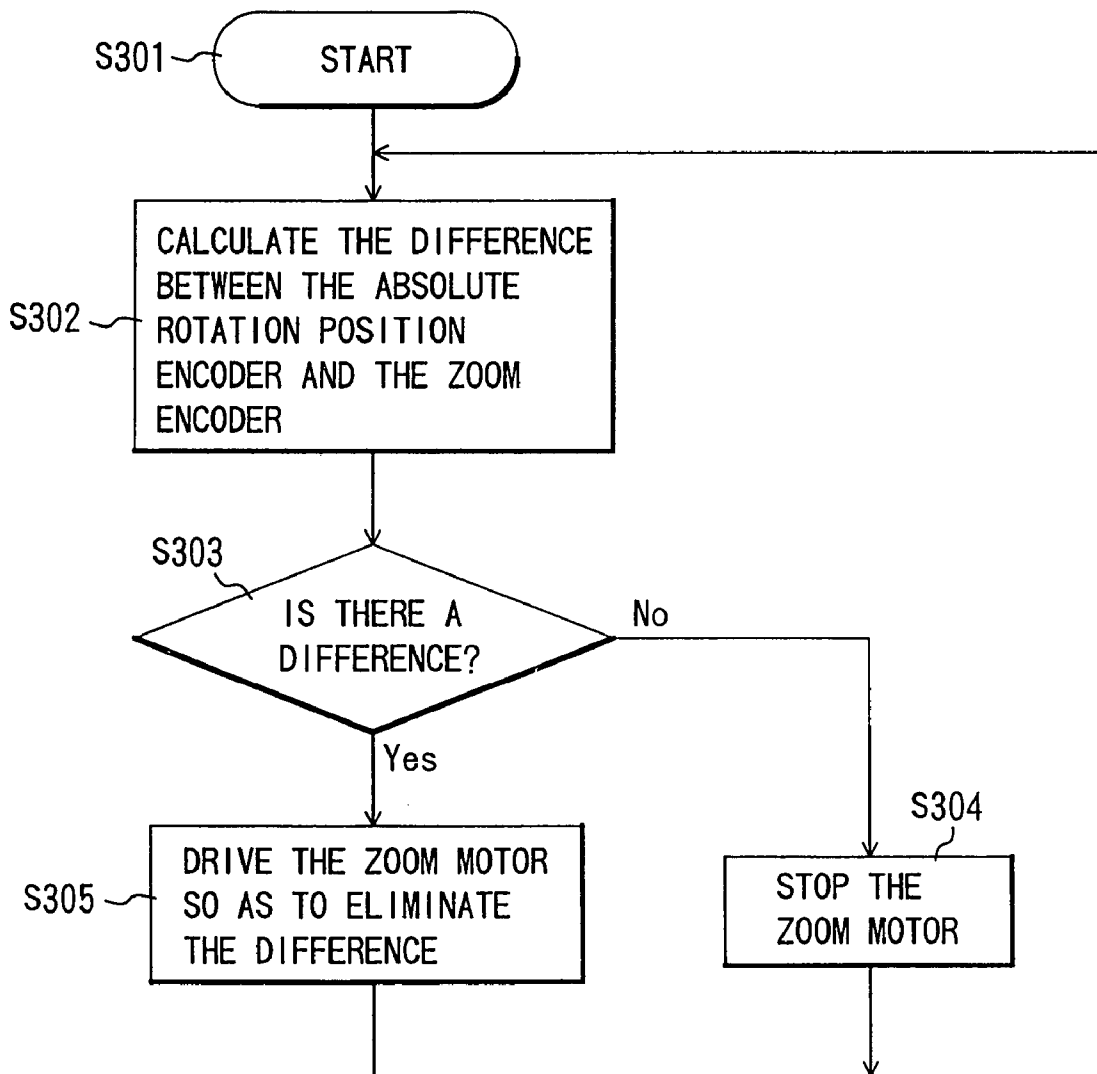 S301
START
S302
CALCULATE THE DIFFERENCE
BETWEEN THE ABSOLUTE
ROTATION POSITION
ENCODER AND THE ZOOM
ENCODER
S303
IS THERE A
DIFFERENCE?
No
Yes
S304
STOP THE
ZOOM MOTOR
S305
DRIVE THE ZOOM MOTOR
SO AS TO ELIMINATE
THE DIFFERENCE